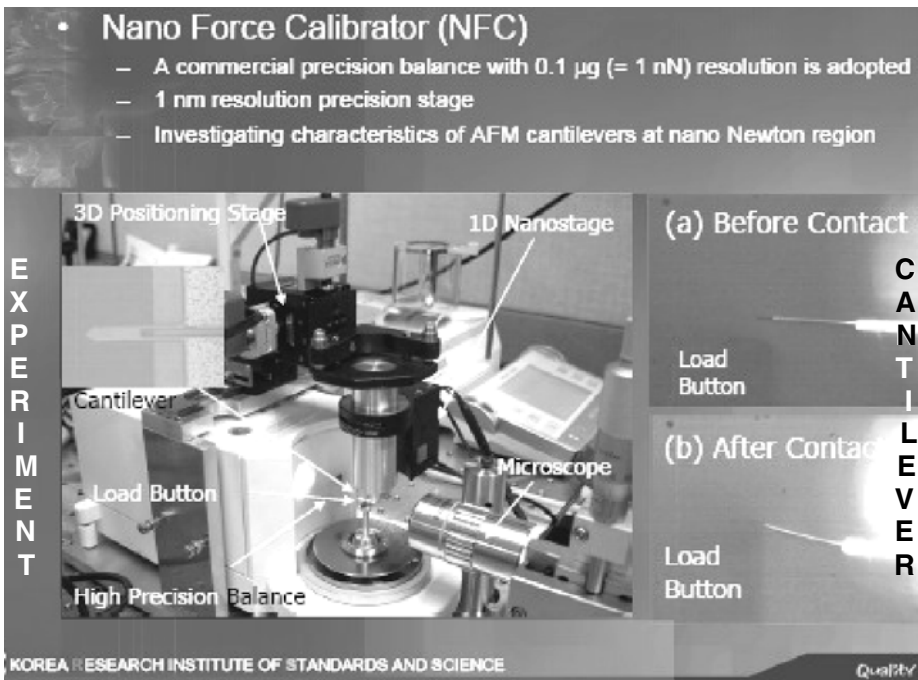 • Nano Force Calibrator (NFC)
– A commercial precision balance with 0.1 µg (= 1 nN) resolution is adopted
– 1 nm resolution precision stage
– Investigating characteristics of AFM cantilevers at nano Newton region
EXPERIMENT
3D Positioning Stage
1D Nanostage
Cantilever
Load Button
Microscope
High Precision Balance
(a) Before Contact
Load
Button
(b) After Contac
Load
Button
CANTILEVER
KOREA RESEARCH INSTITUTE OF STANDARDS AND SCIENCE
Quality